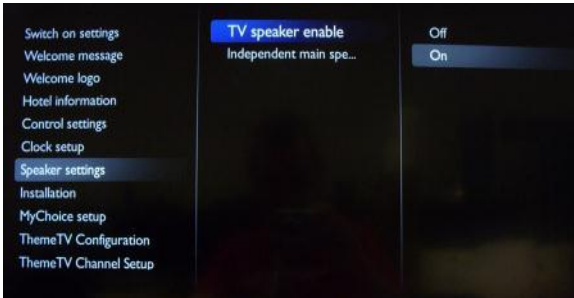 Switch on settings
Welcome message
Welcome logo
Hotel information
Control settings
Clock setup
Speaker settings
Installation
MyChoice setup
ThemeTV Configuration
ThemeTV Channel Setup
TV speaker enable
Independent main spe...
Off
On